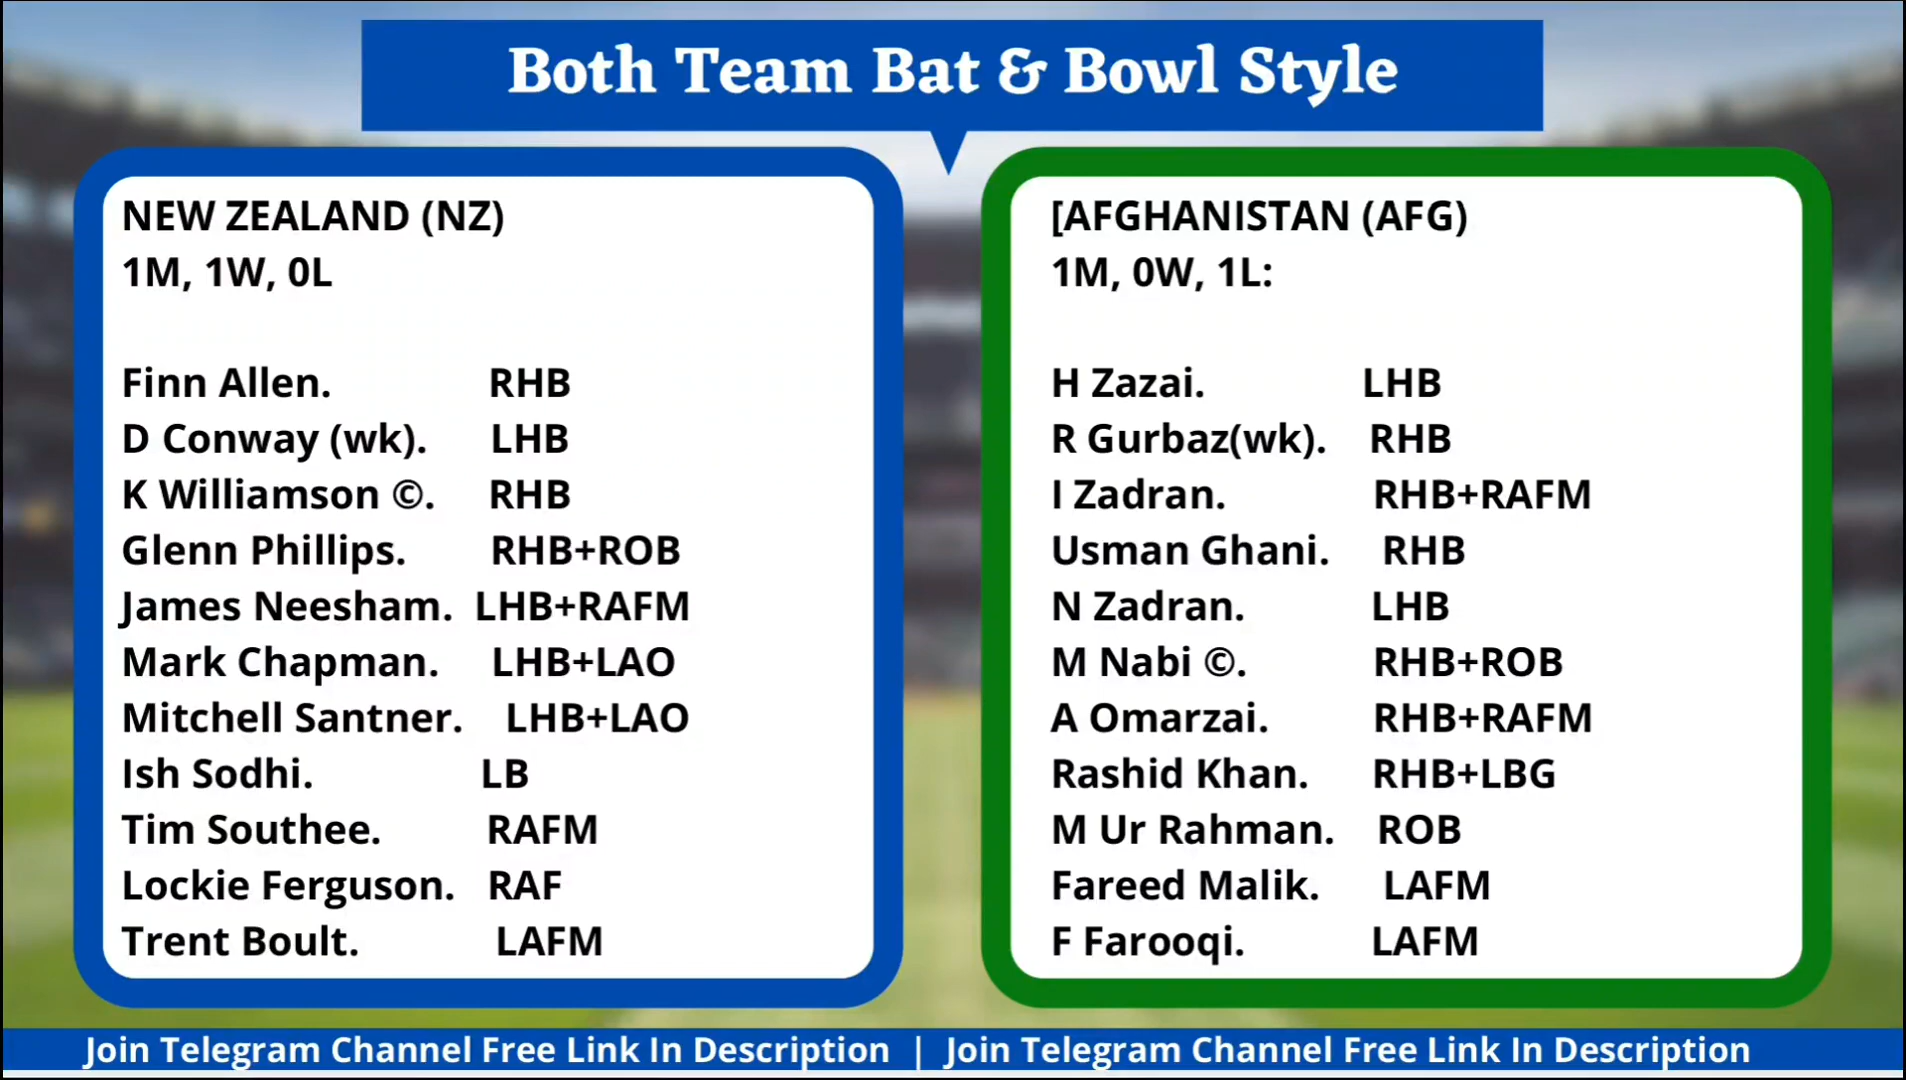 Both Team Bat & Bowl Style
NEW ZEALAND (NZ)
1M, 1W, 0L
Finn Allen. RHB
D Conway (wk). LHB
K Williamson ©. RHB
Glenn Phillips. RHB+ROB
James Neesham. LHB+RAFM
Mark Chapman. LHB+LAO
Mitchell Santner. LHB+LAO
Ish Sodhi. LB
Tim Southee. RAFM
Lockie Ferguson. RAF
Trent Boult. LAFM
[AFGHANISTAN (AFG)
1M, 0W, 1L:
H Zazai. LHB
R Gurbaz(wk). RHB
I Zadran. RHB+RAFM
Usman Ghani. RHB
N Zadran. LHB
M Nabi ©. RHB+ROB
A Omarzai. RHB+RAFM
Rashid Khan. RHB+LBG
M Ur Rahman. ROB
Fareed Malik. LAFM
F Farooqi. LAFM
Join Telegram Channel Free Link In Description | Join Telegram Channel Free Link In Description